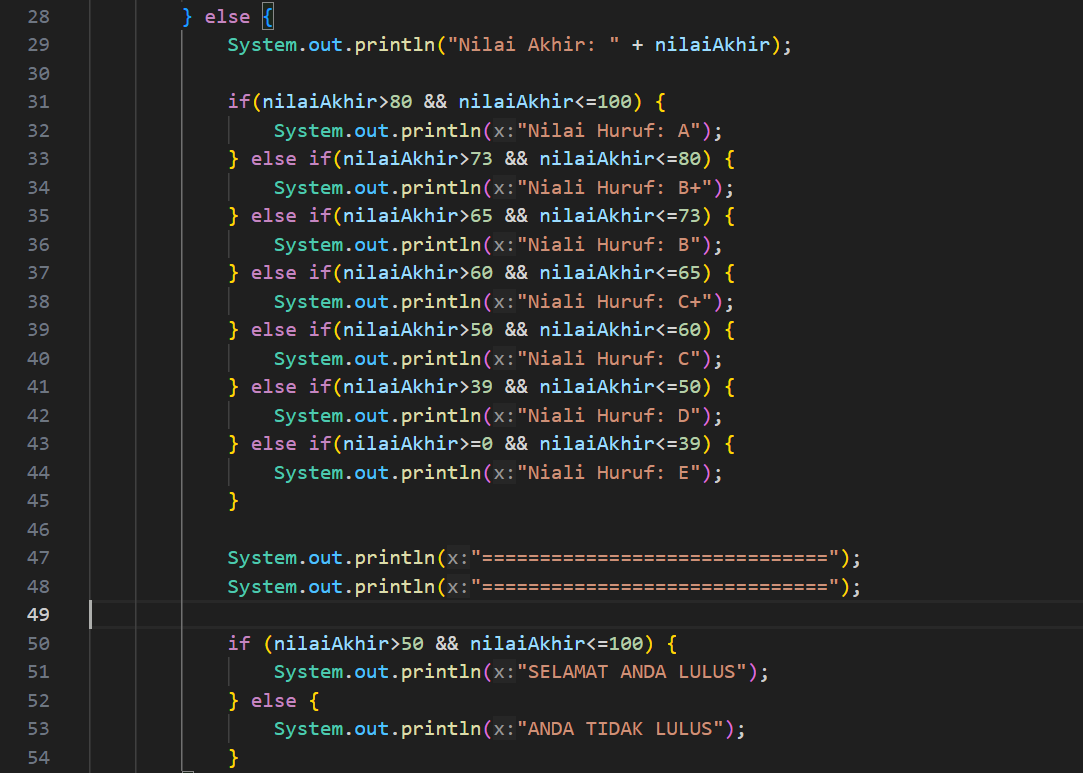 28 } else {
29 System.out.println("Nilai Akhir: " + nilaiAkhir);
30
31 if(nilaiAkhir>80 && nilaiAkhir<=100) {
32 System.out.println(x:"Nilai Huruf: A");
33 } else if(nilaiAkhir>73 && nilaiAkhir<=80) {
34 System.out.println(x:"Niali Huruf: B+");
35 } else if(nilaiAkhir>65 && nilaiAkhir<=73) {
36 System.out.println(x:"Niali Huruf: B");
37 } else if(nilaiAkhir>60 && nilaiAkhir<=65) {
38 System.out.println(x:"Niali Huruf: C+");
39 } else if(nilaiAkhir>50 && nilaiAkhir<=60) {
40 System.out.println(x:"Niali Huruf: C");
41 } else if(nilaiAkhir>39 && nilaiAkhir<=50) {
42 System.out.println(x:"Niali Huruf: D");
43 } else if(nilaiAkhir>=0 && nilaiAkhir<=39) {
44 System.out.println(x:"Niali Huruf: E");
45 }
46
47 System.out.println(x:"==============================");
48 System.out.println(x:"==============================");
49
50 if (nilaiAkhir>50 && nilaiAkhir<=100) {
51 System.out.println(x:"SELAMAT ANDA LULUS");
52 } else {
53 System.out.println(x:"ANDA TIDAK LULUS");
54 }